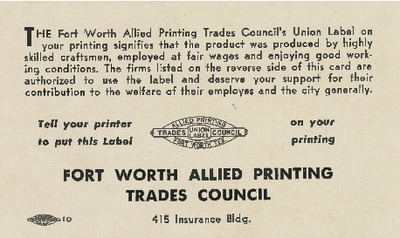 THE Fort Worth Allied Printing Trades Council's Union Label on
your printing signifies that the product was produced by highly
skilled craftsmen, employed at fair wages and enjoying good work-
ing conditions. The firms listed on the reverse side of this card are
authorized to use the label and deserve your support for their
contribution to the welfare of their employes and the city generally.
Tell your printer
to put this Label
ALLIED PRINTING
TRADES UNION LABEL COUNCIL
FORT WORTH TEX
on your
printing
FORT WORTH ALLIED PRINTING
TRADES COUNCIL
10
415 Insurance Bldg.